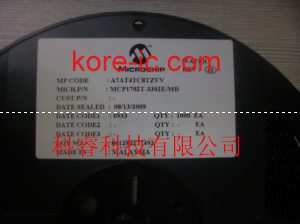 kore-ic.com
MICROCHIP
MP CODE : A7AT4TC8TZVV
MICR.P/N : MCP1702T-3302E/MB
CUST.P/N : -
DATE SEALED : 08/13/2009
DATE CODE1 : 0933 QTY : 1000 EA
DATE CODE2 : - QTY : - EA
DATE CODE3 QTY EA
科睿科技有限公司
MADE IN : MALAYSIA